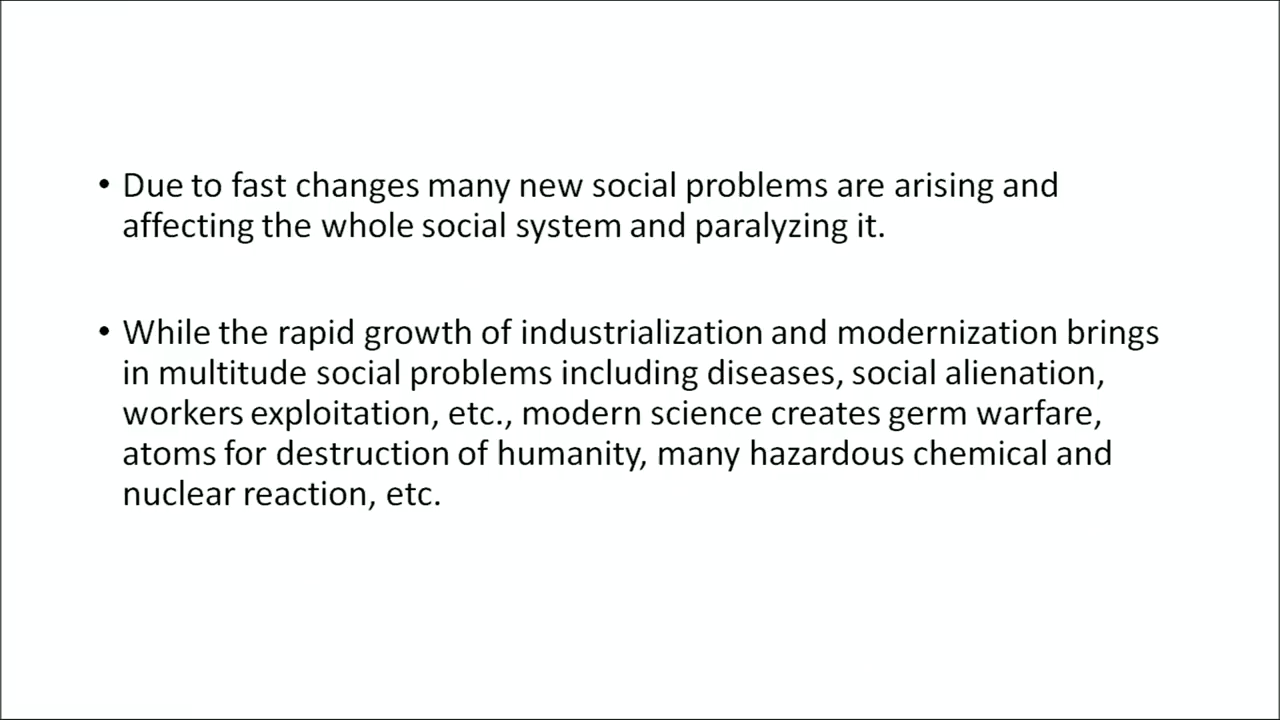 • Due to fast changes many new social problems are arising and
affecting the whole social system and paralyzing it.
• While the rapid growth of industrialization and modernization brings
in multitude social problems including diseases, social alienation,
workers exploitation, etc., modern science creates germ warfare,
atoms for destruction of humanity, many hazardous chemical and
nuclear reaction, etc.